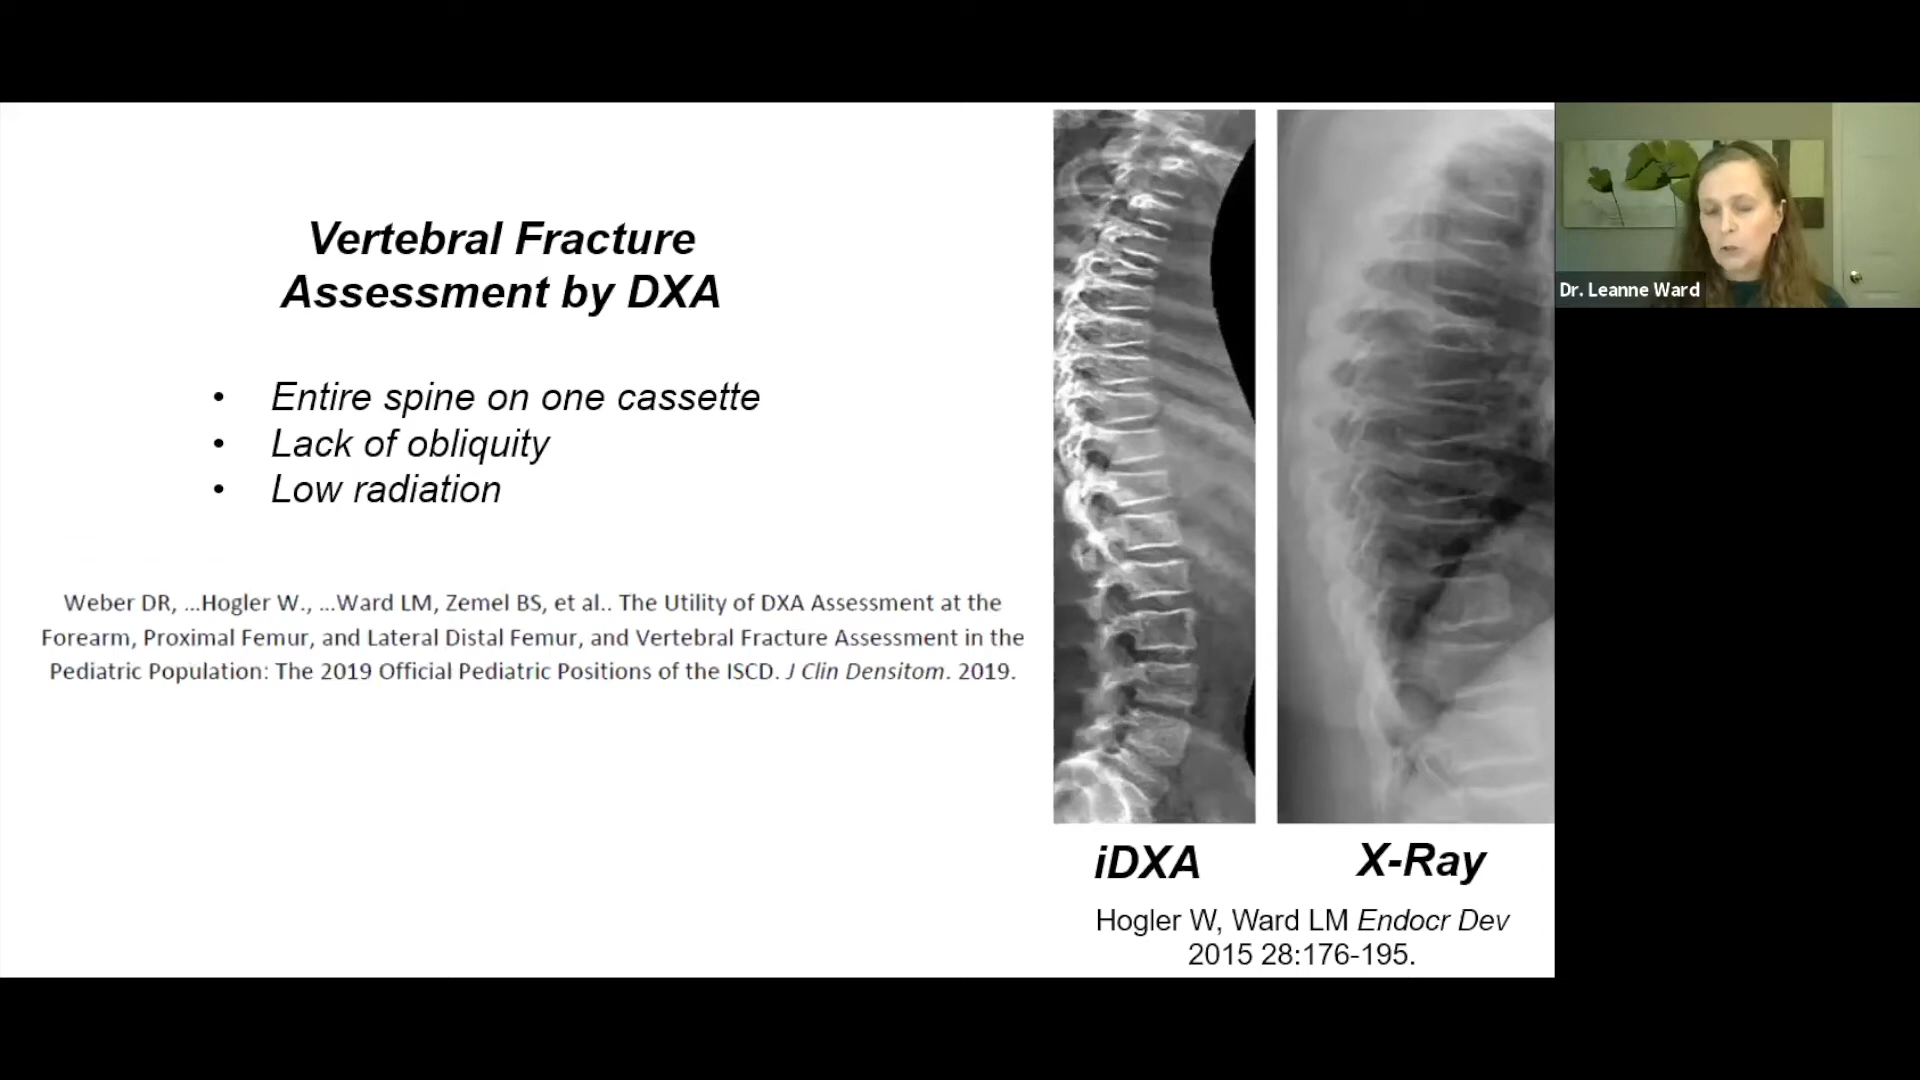 Vertebral Fracture
Assessment by DXA
• Entire spine on one cassette
• Lack of obliquity
• Low radiation
Weber DR, ...Hogler W., ...Ward LM, Zemel BS, et al.. The Utility of DXA Assessment at the
Forearm, Proximal Femur, and Lateral Distal Femur, and Vertebral Fracture Assessment in the
Pediatric Population: The 2019 Official Pediatric Positions of the ISCD. J Clin Densitom. 2019.
iDXA
X-Ray
Hogler W, Ward LM Endocr Dev
2015 28:176-195.
Dr. Leanne Ward